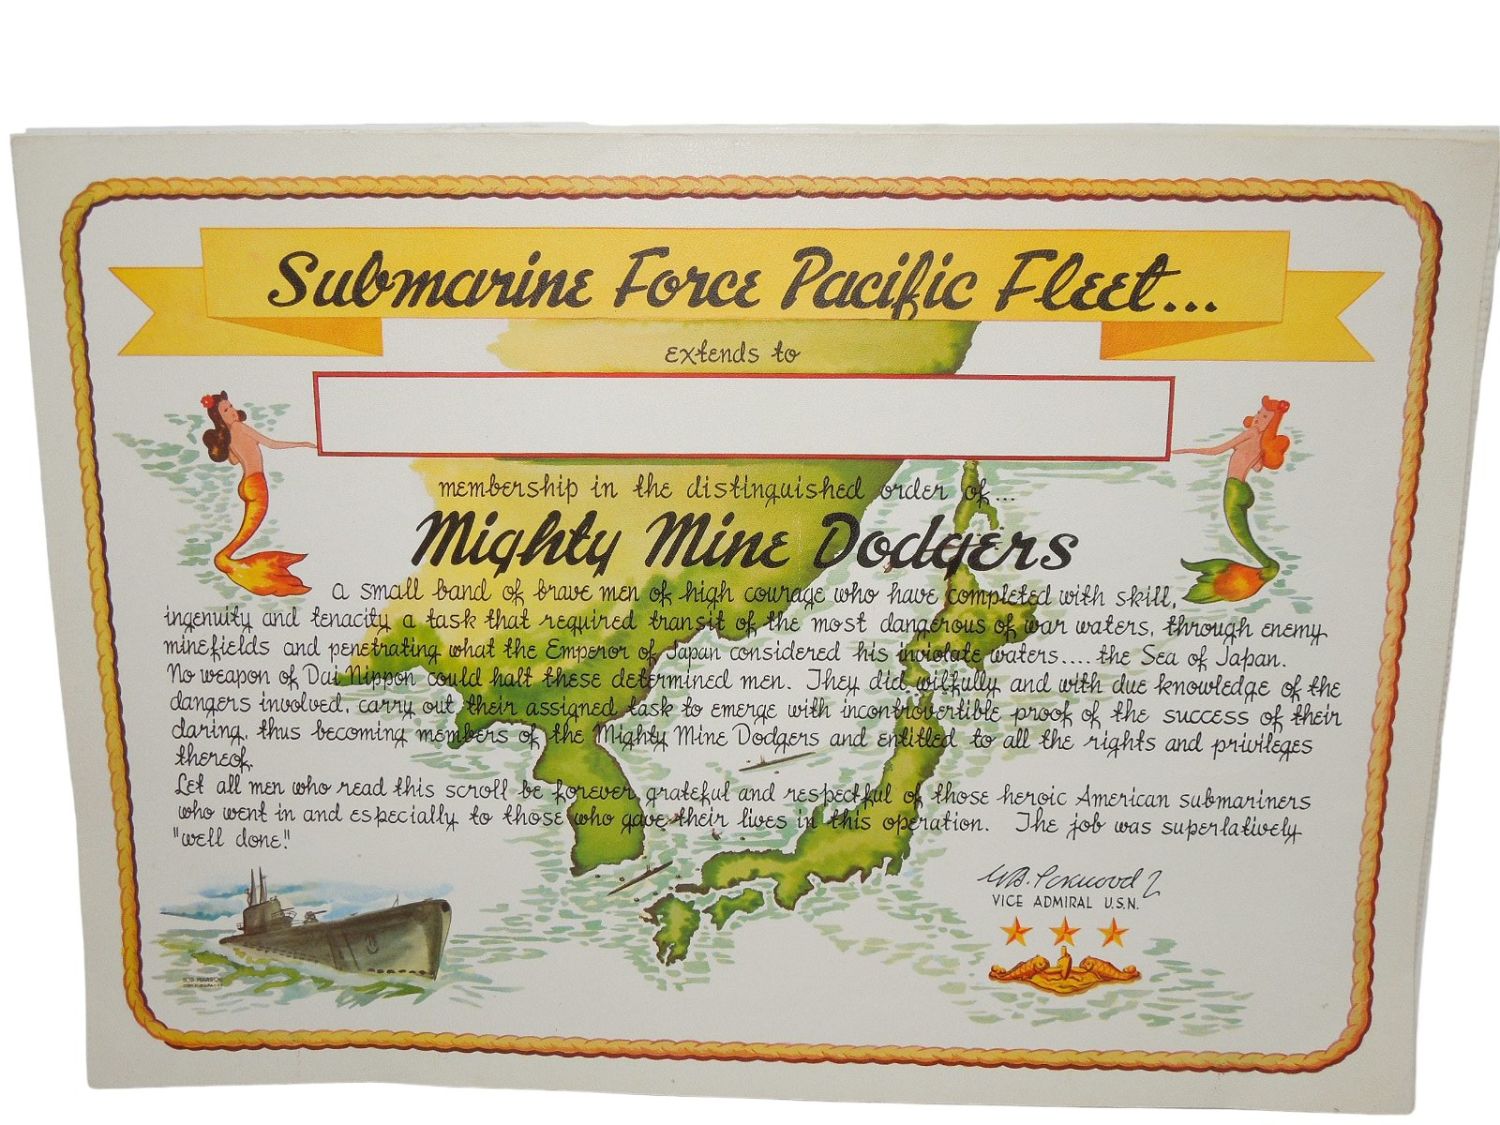 Submarine Force Pacific Fleet...
extends to
membership in the distinguished order of...
Mighty Mine Dodgers
a small band of brave men of high courage who have completed with skill,
ingenuity and tenacity a task that required transit of the most dangerous of war waters, through enemy
minefields and penetrating what the Emperor of Japan considered his inviolate waters.... the Sea of Japan.
No weapon of Dai Nippon could halt these determined men. They did wilfully and with due knowledge of the
dangers involved, carry out their assigned task to emerge with incontrovertible proof of the success of their
daring, thus becoming members of the Mighty Mine Dodgers and entitled to all the rights and privileges
thereof.
Let all men who read this scroll be forever grateful and respectful of those heroic American submariners
who went in and especially to those who gave their lives in this operation. The job was superlatively
"well done."
VICE ADMIRAL U.S.N.